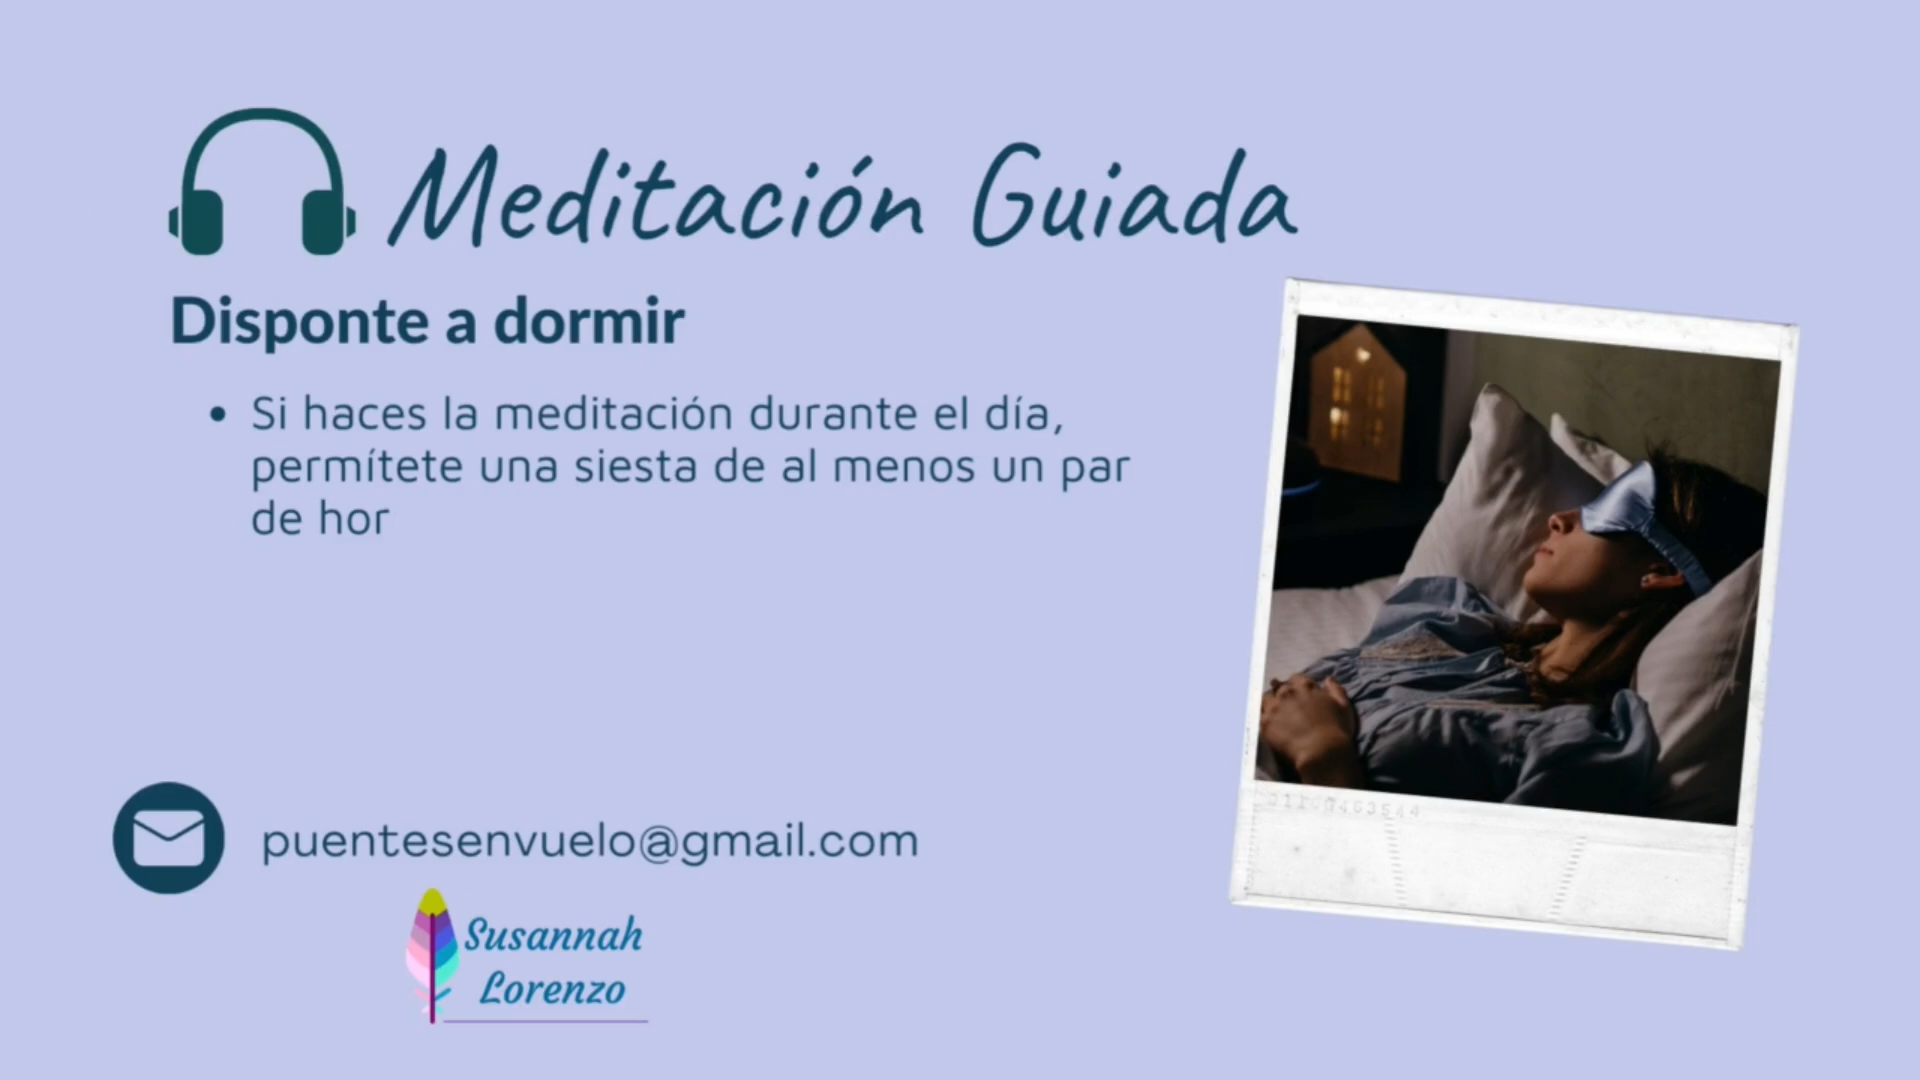 Meditación Guiada
Disponte a dormir
• Si haces la meditación durante el día,
permítete una siesta de al menos un par
de hor
puentesenvuelo@gmail.com
Susannah
Lorenzo